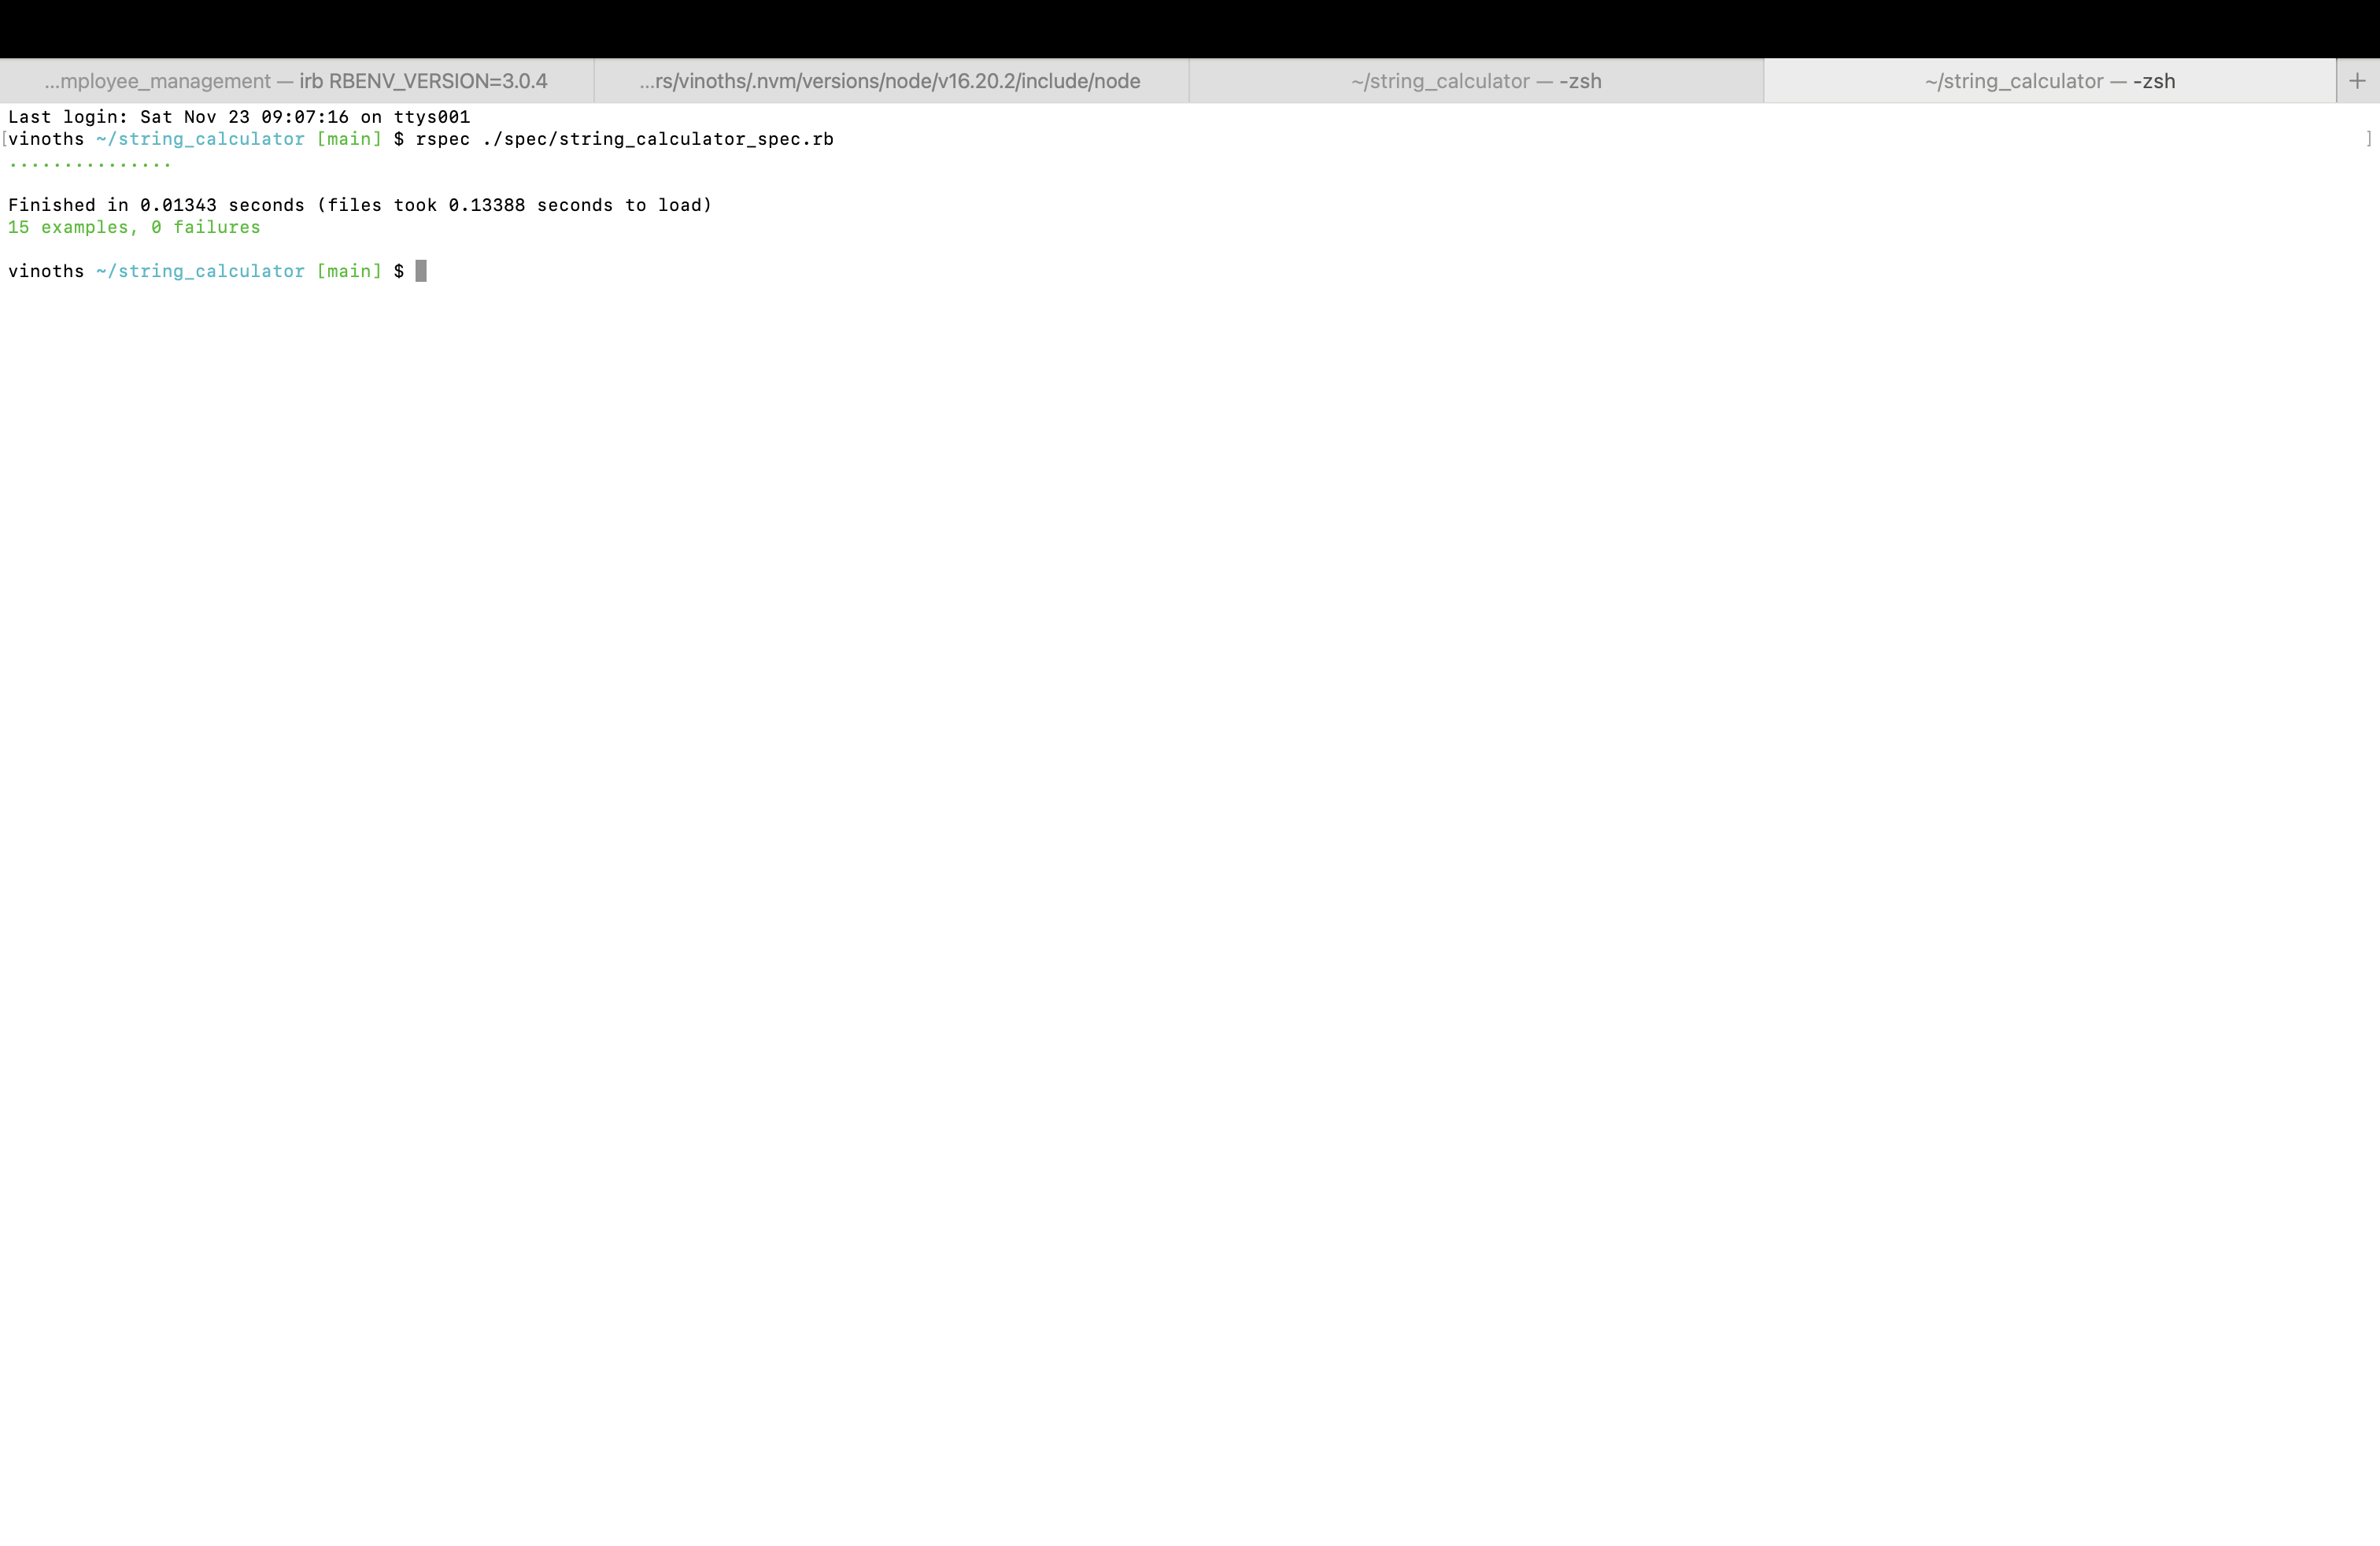 ...mployee_management — irb RBENV_VERSION=3.0.4
...rs/vinoths/.nvm/versions/node/v16.20.2/include/node
~/string_calculator — -zsh
~/string_calculator — -zsh
+
Last login: Sat Nov 23 09:07:16 on ttys001
[vinoths ~/string_calculator [main] $ rspec ./spec/string_calculator_spec.rb ]
...............
Finished in 0.01343 seconds (files took 0.13388 seconds to load)
15 examples, 0 failures
vinoths ~/string_calculator [main] $